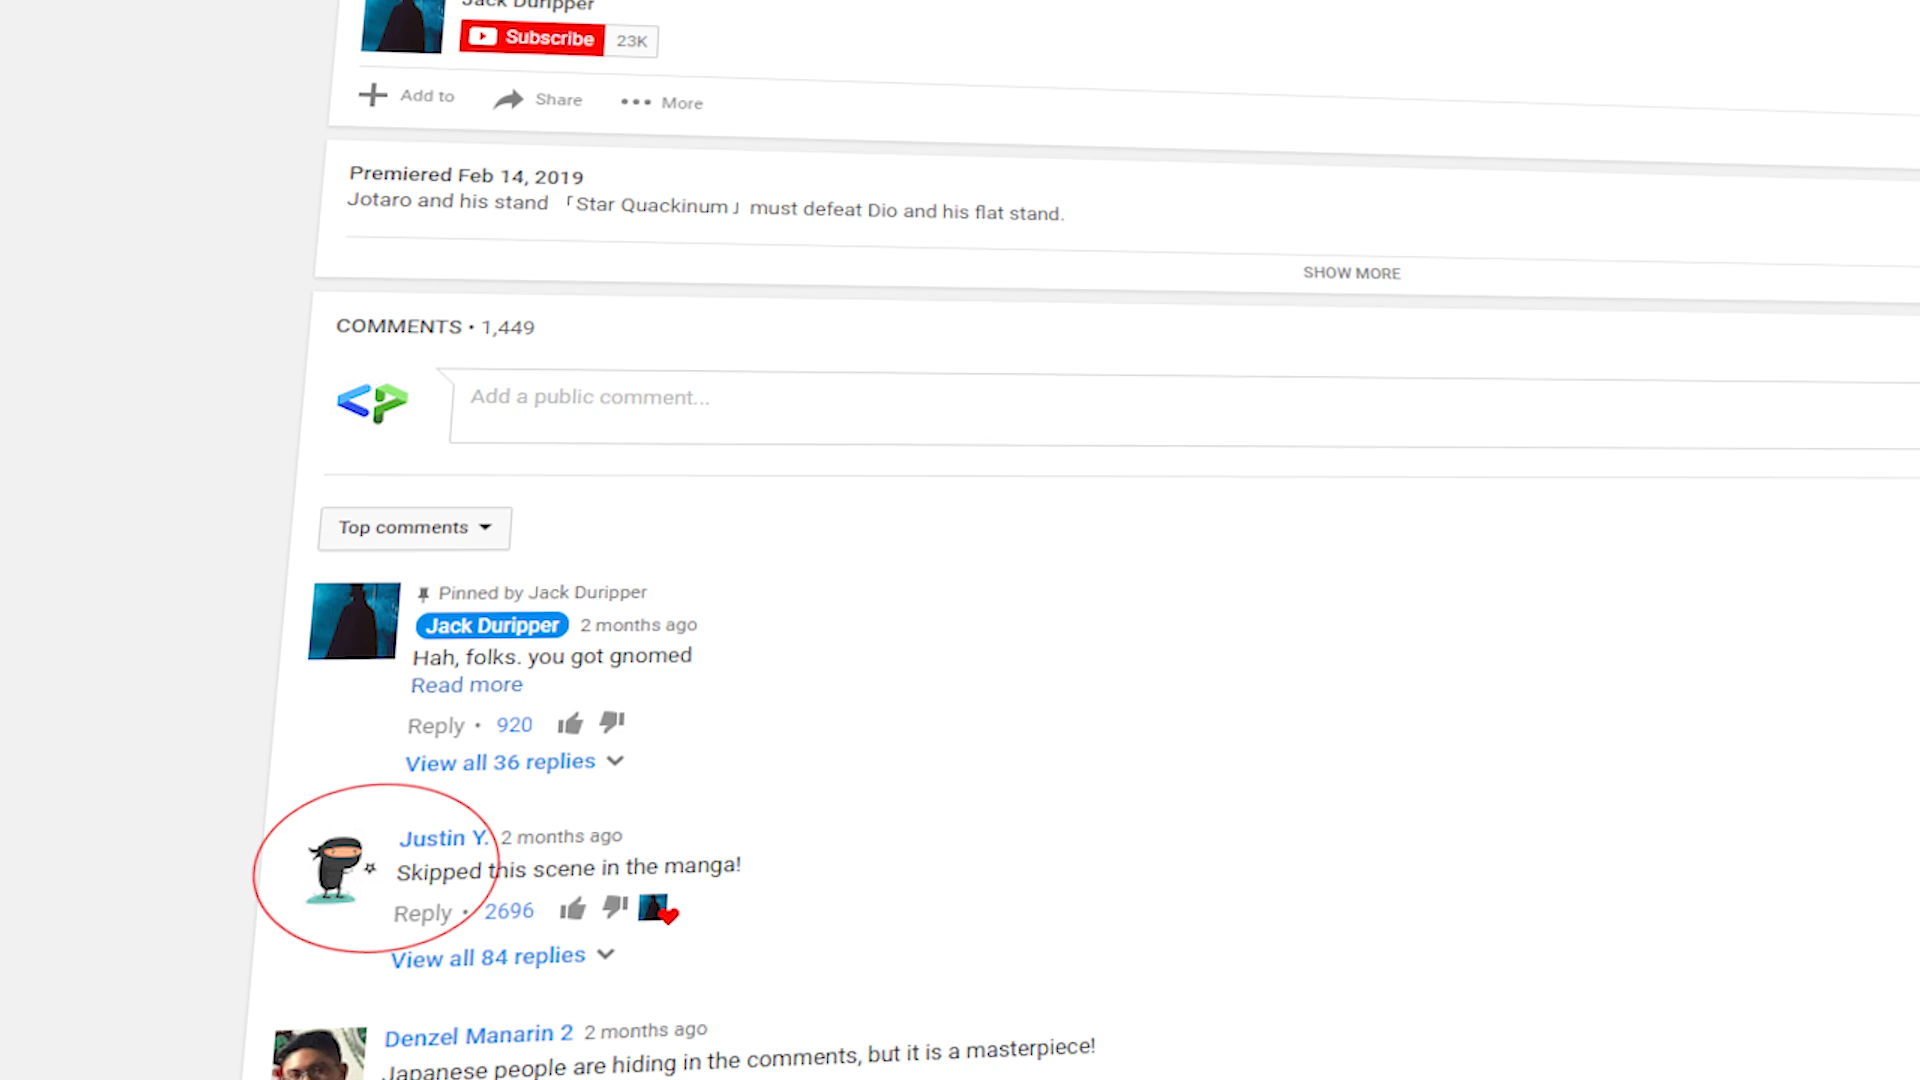 Jack Duripper
Subscribe 23K
Add to Share More
Premiered Feb 14, 2019
Jotaro and his stand 「Star Quackinum」 must defeat Dio and his flat stand.
SHOW MORE
COMMENTS • 1,449
Add a public comment...
Top comments
Pinned by Jack Duripper
Jack Duripper 2 months ago
Hah, folks. you got gnomed
Read more
Reply • 920
View all 36 replies
Justin Y. 2 months ago
Skipped this scene in the manga!
Reply • 2696
View all 84 replies
Denzel Manarin 2 2 months ago
Japanese people are hiding in the comments, but it is a masterpiece!